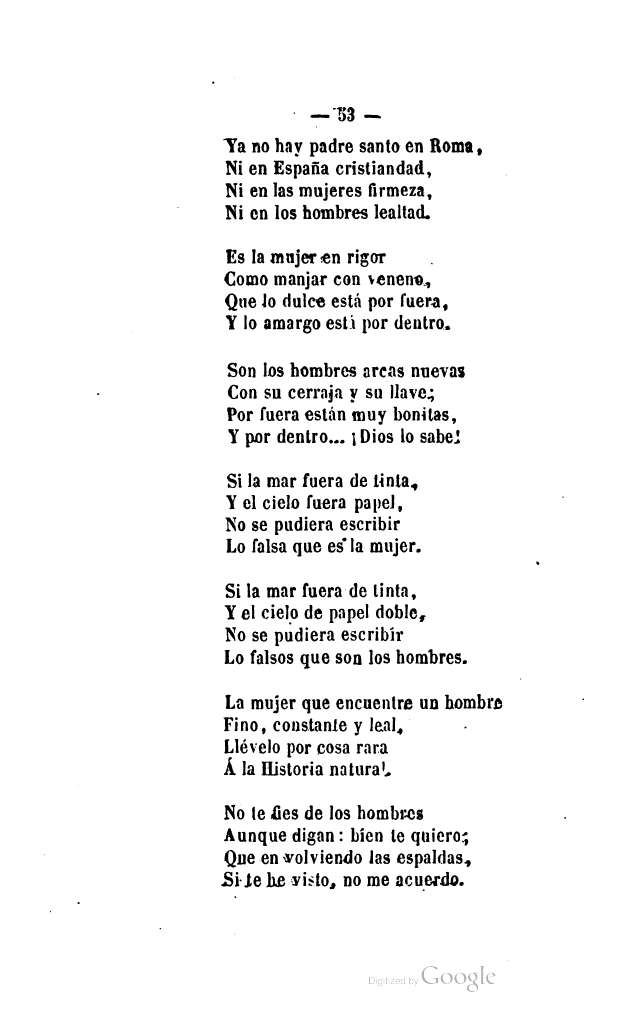 — 53 —
Ya no hay padre santo en Roma,
Ni en España cristiandad,
Ni en las mujeres firmeza,
Ni en los hombres lealtad.
Es la mujer en rigor
Como manjar con veneno,
Que lo dulce está por fuera,
Y lo amargo está por dentro.
Son los hombres arcas nuevas
Con su cerraja y su llave;
Por fuera están muy bonitas,
Y por dentro... ¡Dios lo sabe!
Si la mar fuera de tinta,
Y el cielo fuera papel,
No se pudiera escribir
Lo falsa que es la mujer.
Si la mar fuera de tinta,
Y el cielo de papel doble,
No se pudiera escribir
Lo falsos que son los hombres.
La mujer que encuentre un hombre
Fino, constante y leal,
Llévelo por cosa rara
Á la Historia natural.
No te fies de los hombres
Aunque digan: bien te quiero;
Que en volviendo las espaldas,
Si te he visto, no me acuerdo.
Digitized by Google